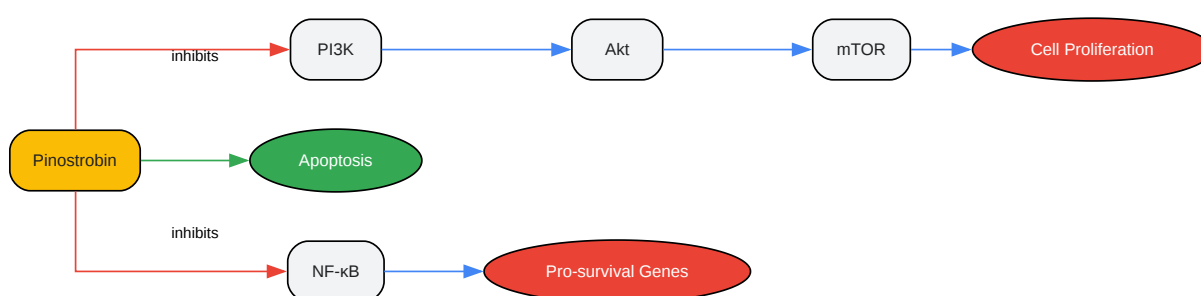 PI3K
Akt
mTOR
Cell Proliferation
inhibits
Pinostrobin
Apoptosis
inhibits
NF-κB
Pro-survival Genes